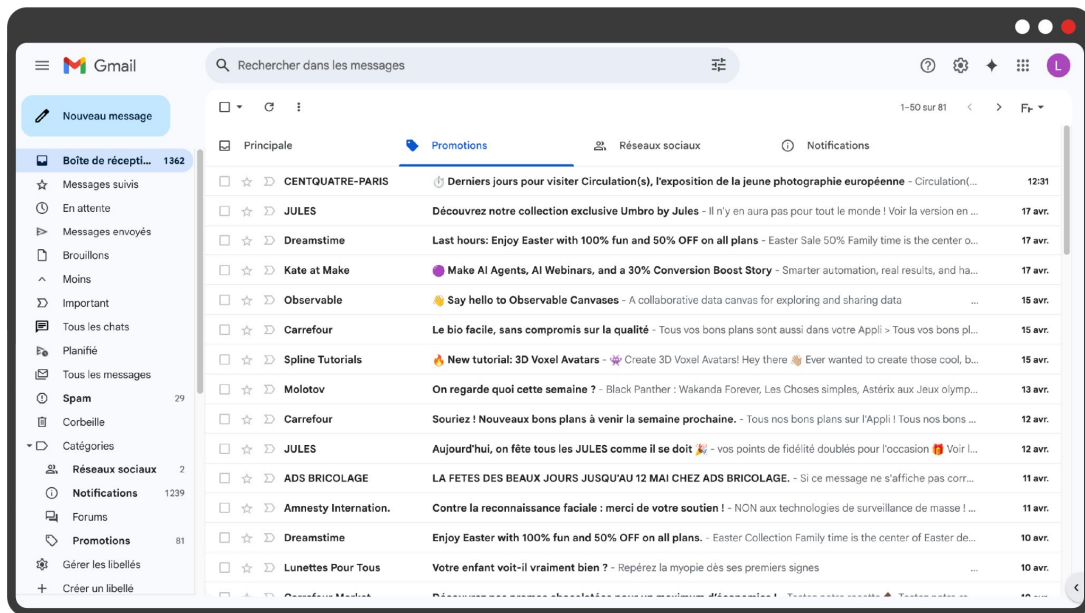 Gmail
Rechercher dans les messages
L
Nouveau message
1–50 sur 81
Principale
Promotions
Réseaux sociaux
Notifications
Boîte de récepti... 1362
Messages suivis
En attente
Messages envoyés
Brouillons
Moins
Important
Tous les chats
Planifié
Tous les messages
Spam 29
Corbeille
Catégories
Réseaux sociaux 2
Notifications 1239
Forums
Promotions 81
Gérer les libellés
Créer un libellé
CENTQUATRE-PARIS ⏱️ Derniers jours pour visiter Circulation(s), l'exposition de la jeune photographie européenne – Circulation(... 12:31
JULES Découvrez notre collection exclusive Umbro by Jules – Il n'y en aura pas pour tout le monde ! Voir la version en ... 17 avr.
Dreamstime Last hours: Enjoy Easter with 100% fun and 50% OFF on all plans – Easter Sale 50% Family time is the center o... 17 avr.
Kate at Make 🟣 Make AI Agents, AI Webinars, and a 30% Conversion Boost Story – Smarter automation, real results, and ha... 17 avr.
Observable 👋 Say hello to Observable Canvases – A collaborative data canvas for exploring and sharing data ... 15 avr.
Carrefour Le bio facile, sans compromis sur la qualité – Tous vos bons plans sont aussi dans votre Appli > Tous vos bons pl... 15 avr.
Spline Tutorials 🔥 New tutorial: 3D Voxel Avatars – 👾 Create 3D Voxel Avatars! Hey there 👋🏼 Ever wanted to create those cool, b... 15 avr.
Molotov On regarde quoi cette semaine ? – Black Panther : Wakanda Forever, Les Choses simples, Astérix aux Jeux olymp... 13 avr.
Carrefour Souriez ! Nouveaux bons plans à venir la semaine prochaine. – Tous nos bons plans sur l'Appli ! Tous nos bons ... 12 avr.
JULES Aujourd'hui, on fête tous les JULES comme il se doit 🎉 – vos points de fidélité doublés pour l'occasion 🎁 Voir l... 12 avr.
ADS BRICOLAGE LA FETES DES BEAUX JOURS JUSQU'AU 12 MAI CHEZ ADS BRICOLAGE. – Si ce message ne s'affiche pas corr... 11 avr.
Amnesty Internation. Contre la reconnaissance faciale : merci de votre soutien ! – NON aux technologies de surveillance de masse ! ... 11 avr.
Dreamstime Enjoy Easter with 100% fun and 50% OFF on all plans. – Easter Collection Family time is the center of Easter de... 10 avr.
Lunettes Pour Tous Votre enfant voit-il vraiment bien ? – Repérez la myopie dès ses premiers signes ... 10 avr.